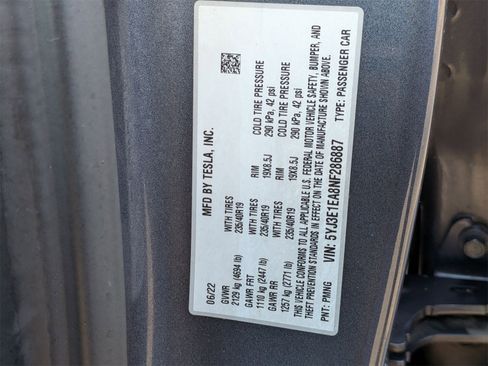 MFD BY TESLA, INC.
06/22
GVWR
2129 kg (4694 lb)
GAWR FRT WITH TIRES RIM COLD TIRE PRESSURE
1110 kg (2447 lb) 235/40R19 19X8.5J 290 kPa, 42 psi
GAWR RR WITH TIRES RIM COLD TIRE PRESSURE
1257 kg (2771 lb) 235/40R19 19X8.5J 290 kPa, 42 psi
THIS VEHICLE CONFORMS TO ALL APPLICABLE U.S. FEDERAL MOTOR VEHICLE SAFETY, BUMPER, AND
THEFT PREVENTION STANDARDS IN EFFECT ON THE DATE OF MANUFACTURE SHOWN ABOVE.
VIN: 5YJ3E1EA8NF286887 TYPE: PASSENGER CAR
PNT: PMNG